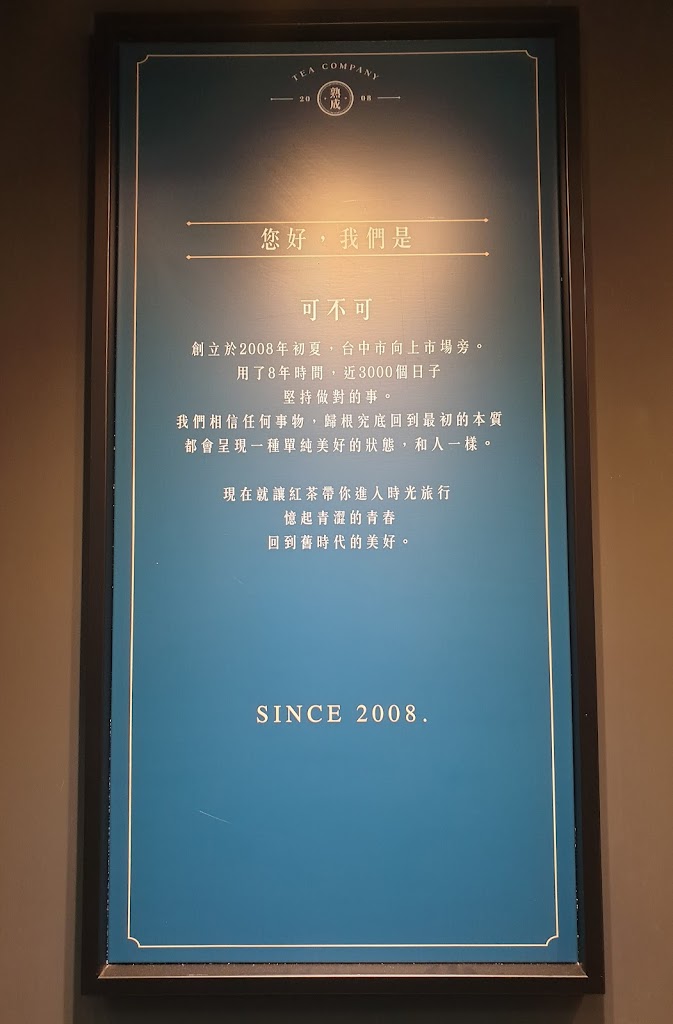 TEA COMPANY
20 熟成 08
您好，我們是
可不可
創立於2008年初夏，台中市向上市場旁。
用了8年時間，近3000個日子
堅持做對的事。
我們相信任何事物，歸根究底回到最初的本質
都會呈現一種單純美好的狀態，和人一樣。
現在就讓紅茶帶你進入時光旅行
憶起青澀的青春
回到舊時代的美好。
SINCE 2008.